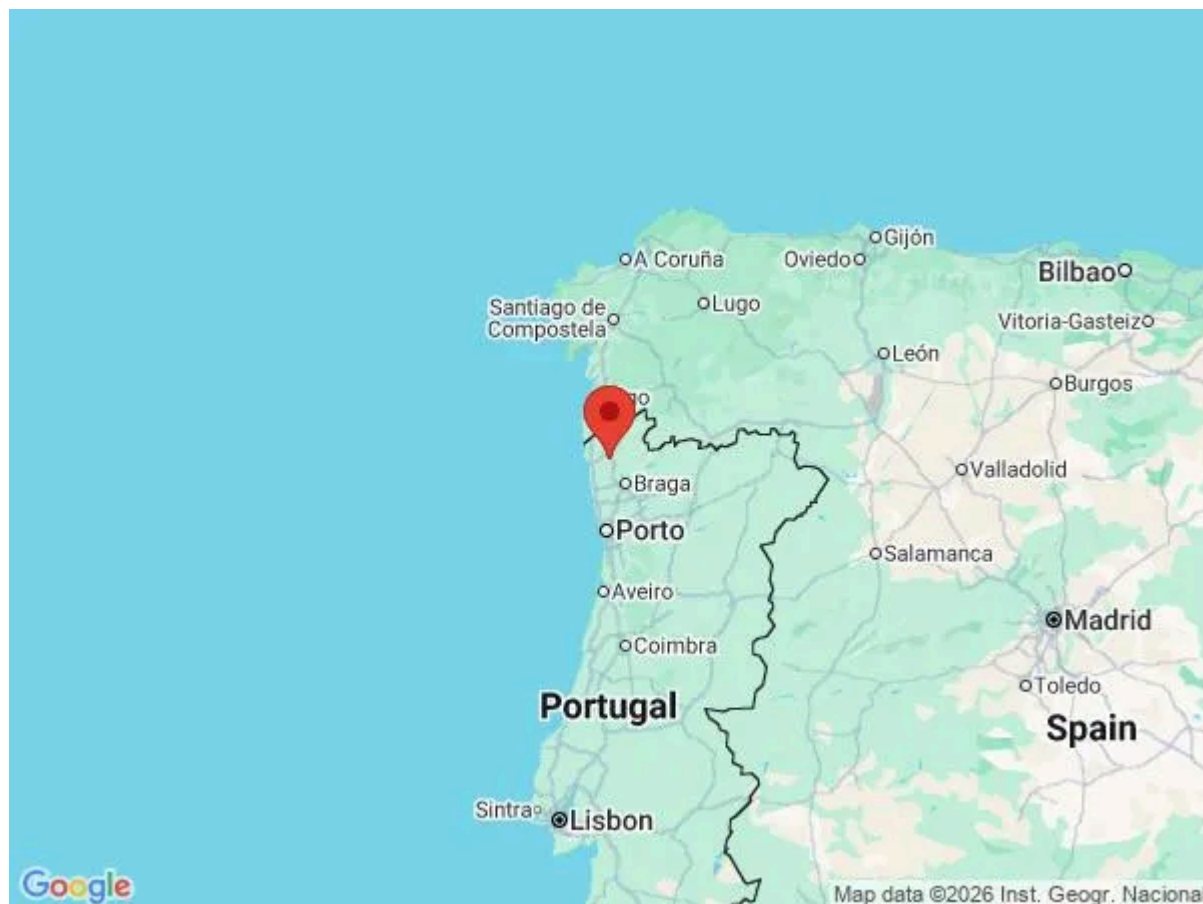 Gijón
A Coruña
Oviedo
Bilbao
Santiago de
Compostela
Lugo
Vitoria-Gasteiz
León
Burgos
go
Valladolid
Braga
Porto
Salamanca
Aveiro
Madrid
Coimbra
Toledo
Portugal
Spain
Sintra
Lisbon
Google
Map data ©2026 Inst. Geogr. Nacional